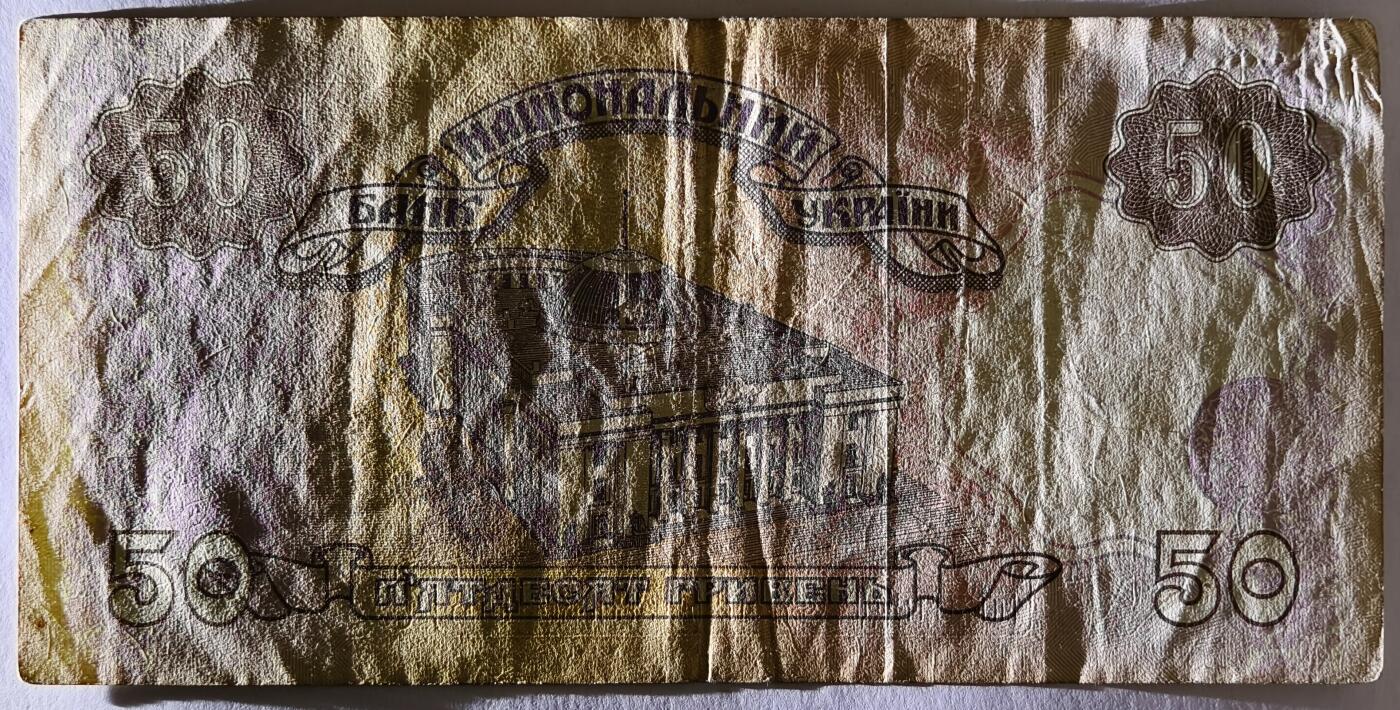 НАЦІОНАЛЬНИЙ
БАНК УКРАЇНИ
50 50
50 50
П'ЯТДЕСЯТ ГРИВЕНЬ